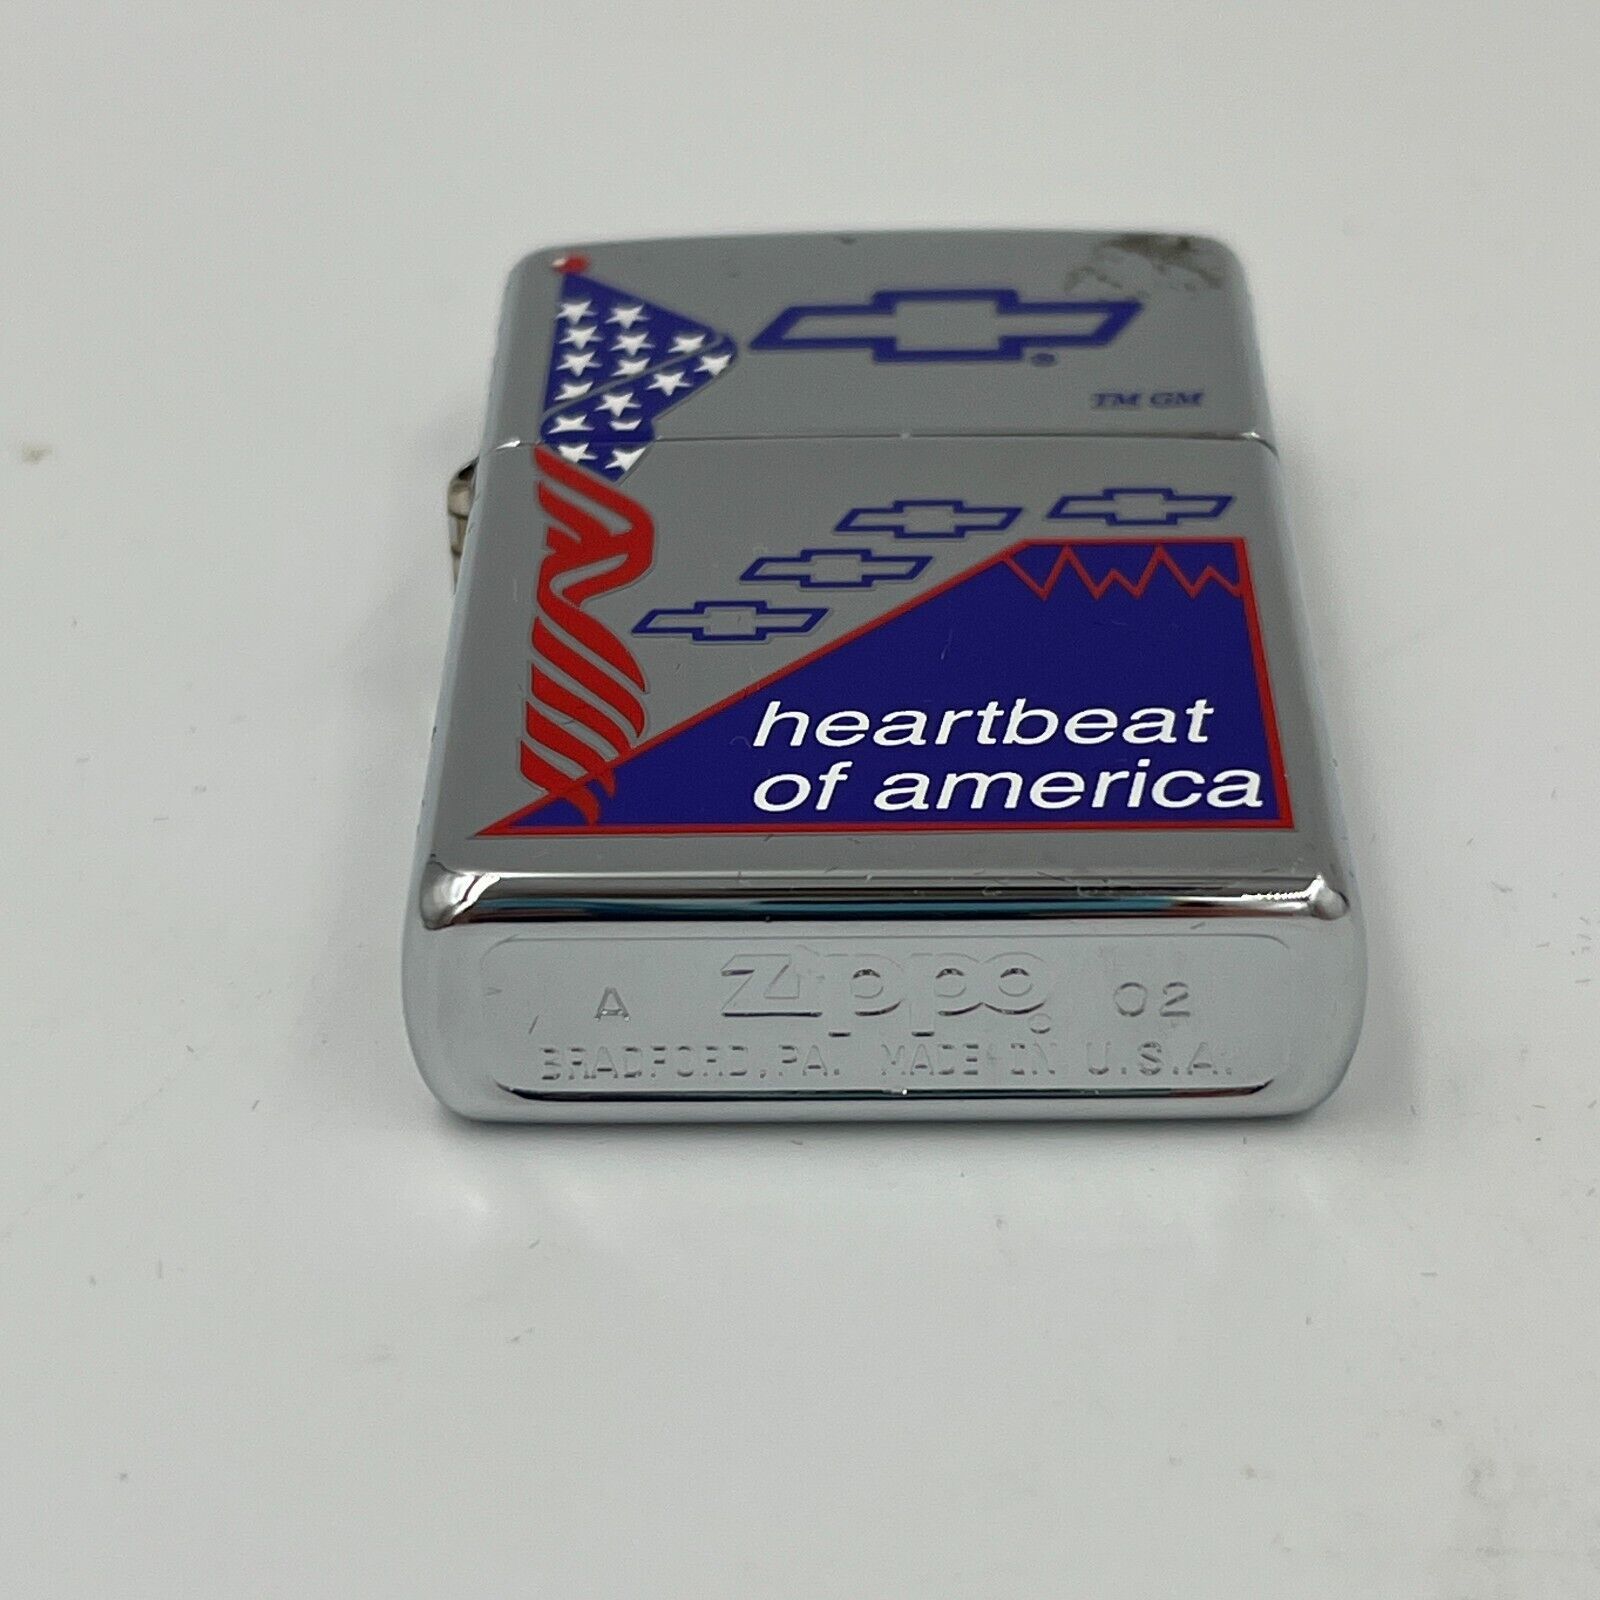 ®
TM GM
heartbeat
of america
A Zippo 02
BRADFORD, PA. MADE IN U.S.A.